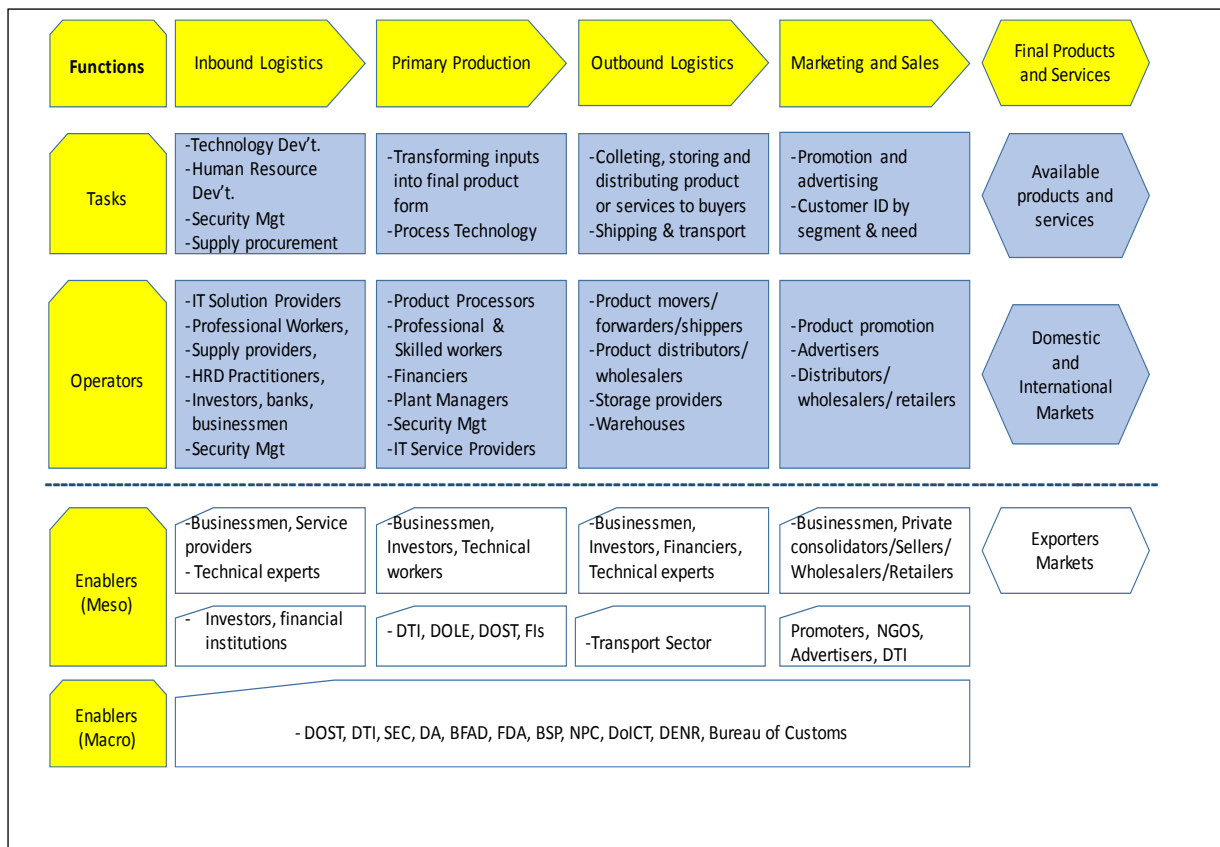 Functions
Inbound Logistics
Primary Production
Outbound Logistics
Marketing and Sales
Final Products
and Services
Tasks
-Technology Dev't.
-Human Resource
Dev't.
-Security Mgt
-Supply procurement
-Transforming inputs
into final product
form
-Process Technology
-Colleting, storing and
distributing product
or services to buyers
-Shipping & transport
-Promotion and
advertising
-Customer ID by
segment & need
Available
products and
services
Operators
-IT Solution Providers
-Professional Workers,
-Supply providers,
-HRD Practitioners,
-Investors, banks,
businessmen
-Security Mgt
-Product Processors
-Professional &
Skilled workers
-Financiers
-Plant Managers
-Security Mgt
-IT Service Providers
-Product movers/
forwarders/shippers
-Product distributors/
wholesalers
-Storage providers
-Warehouses
-Product promotion
-Advertisers
-Distributors/
wholesalers/ retailers
Domestic
and
International
Markets
Enablers
(Meso)
-Businessmen, Service
providers
- Technical experts
-Businessmen,
Investors, Technical
workers
-Businessmen,
Investors, Financiers,
Technical experts
-Businessmen, Private
consolidators/Sellers/
Wholesalers/Retailers
Exporters
Markets
- Investors, financial
institutions
- DTI, DOLE, DOST, FIs
-Transport Sector
Promoters, NGOS,
Advertisers, DTI
Enablers
(Macro)
- DOST, DTI, SEC, DA, BFAD, FDA, BSP, NPC, DoICT, DENR, Bureau of Customs